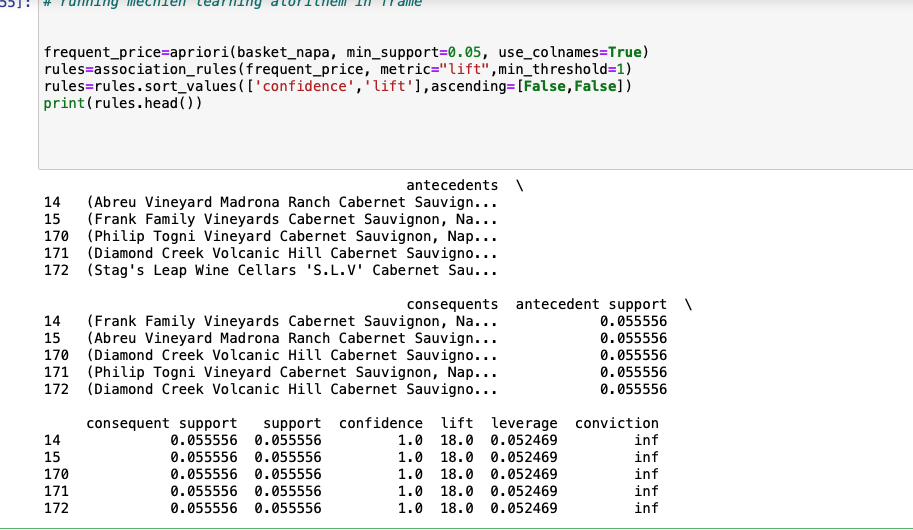 55]: # running mechien learning alorithem in frame
frequent_price=apriori(basket_napa, min_support=0.05, use_colnames=True)
rules=association_rules(frequent_price, metric="lift",min_threshold=1)
rules=rules.sort_values(['confidence','lift'],ascending=[False,False])
print(rules.head())
antecedents \
14 (Abreu Vineyard Madrona Ranch Cabernet Sauvign...
15 (Frank Family Vineyards Cabernet Sauvignon, Na...
170 (Philip Togni Vineyard Cabernet Sauvignon, Nap...
171 (Diamond Creek Volcanic Hill Cabernet Sauvigno...
172 (Stag's Leap Wine Cellars 'S.L.V' Cabernet Sau...
consequents antecedent support \
14 (Frank Family Vineyards Cabernet Sauvignon, Na... 0.055556
15 (Abreu Vineyard Madrona Ranch Cabernet Sauvign... 0.055556
170 (Diamond Creek Volcanic Hill Cabernet Sauvigno... 0.055556
171 (Philip Togni Vineyard Cabernet Sauvignon, Nap... 0.055556
172 (Diamond Creek Volcanic Hill Cabernet Sauvigno... 0.055556
consequent support support confidence lift leverage conviction
14 0.055556 0.055556 1.0 18.0 0.052469 inf
15 0.055556 0.055556 1.0 18.0 0.052469 inf
170 0.055556 0.055556 1.0 18.0 0.052469 inf
171 0.055556 0.055556 1.0 18.0 0.052469 inf
172 0.055556 0.055556 1.0 18.0 0.052469 inf